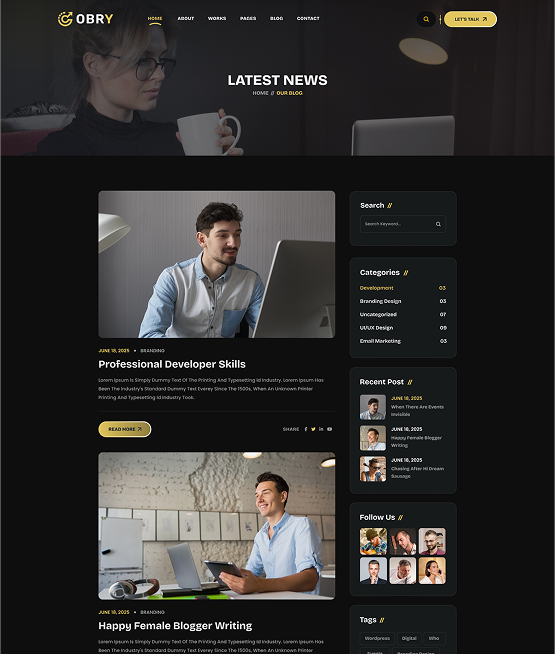 OBRY
HOME ABOUT WORKS PAGES BLOG CONTACT
LET'S TALK
LATEST NEWS
HOME // OUR BLOG
JUNE 18, 2025 • BRANDING
Professional Developer Skills
Lorem Ipsum Is Simply Dummy Text Of The Printing And Typesetting Id Industry. Lorem Ipsum Has
Been The Industry's Standard Dummy Text Everey Since The 1500s, When An Unknown Printer
Printing And Typesetting Id Industry Took.
READ MORE
SHARE
JUNE 18, 2025 • BRANDING
Happy Female Blogger Writing
Lorem Ipsum Is Simply Dummy Text Of The Printing And Typesetting Id Industry. Lorem Ipsum Has
Been The Industry's Standard Dummy Text Everey Since The 1500s, When An Unknown Printer
Search //
Search Keyword...
Categories //
Development 03
Branding Design 03
Uncategorized 07
UI/UX Design 09
Email Marketing 03
Recent Post //
JUNE 18, 2025
When There Are Events
Invisible
JUNE 18, 2025
Happy Female Blogger
Writing
JUNE 18, 2025
Chasing After Hi Dream
Sausage
Follow Us //
Tags //
Wordpress Digital Who